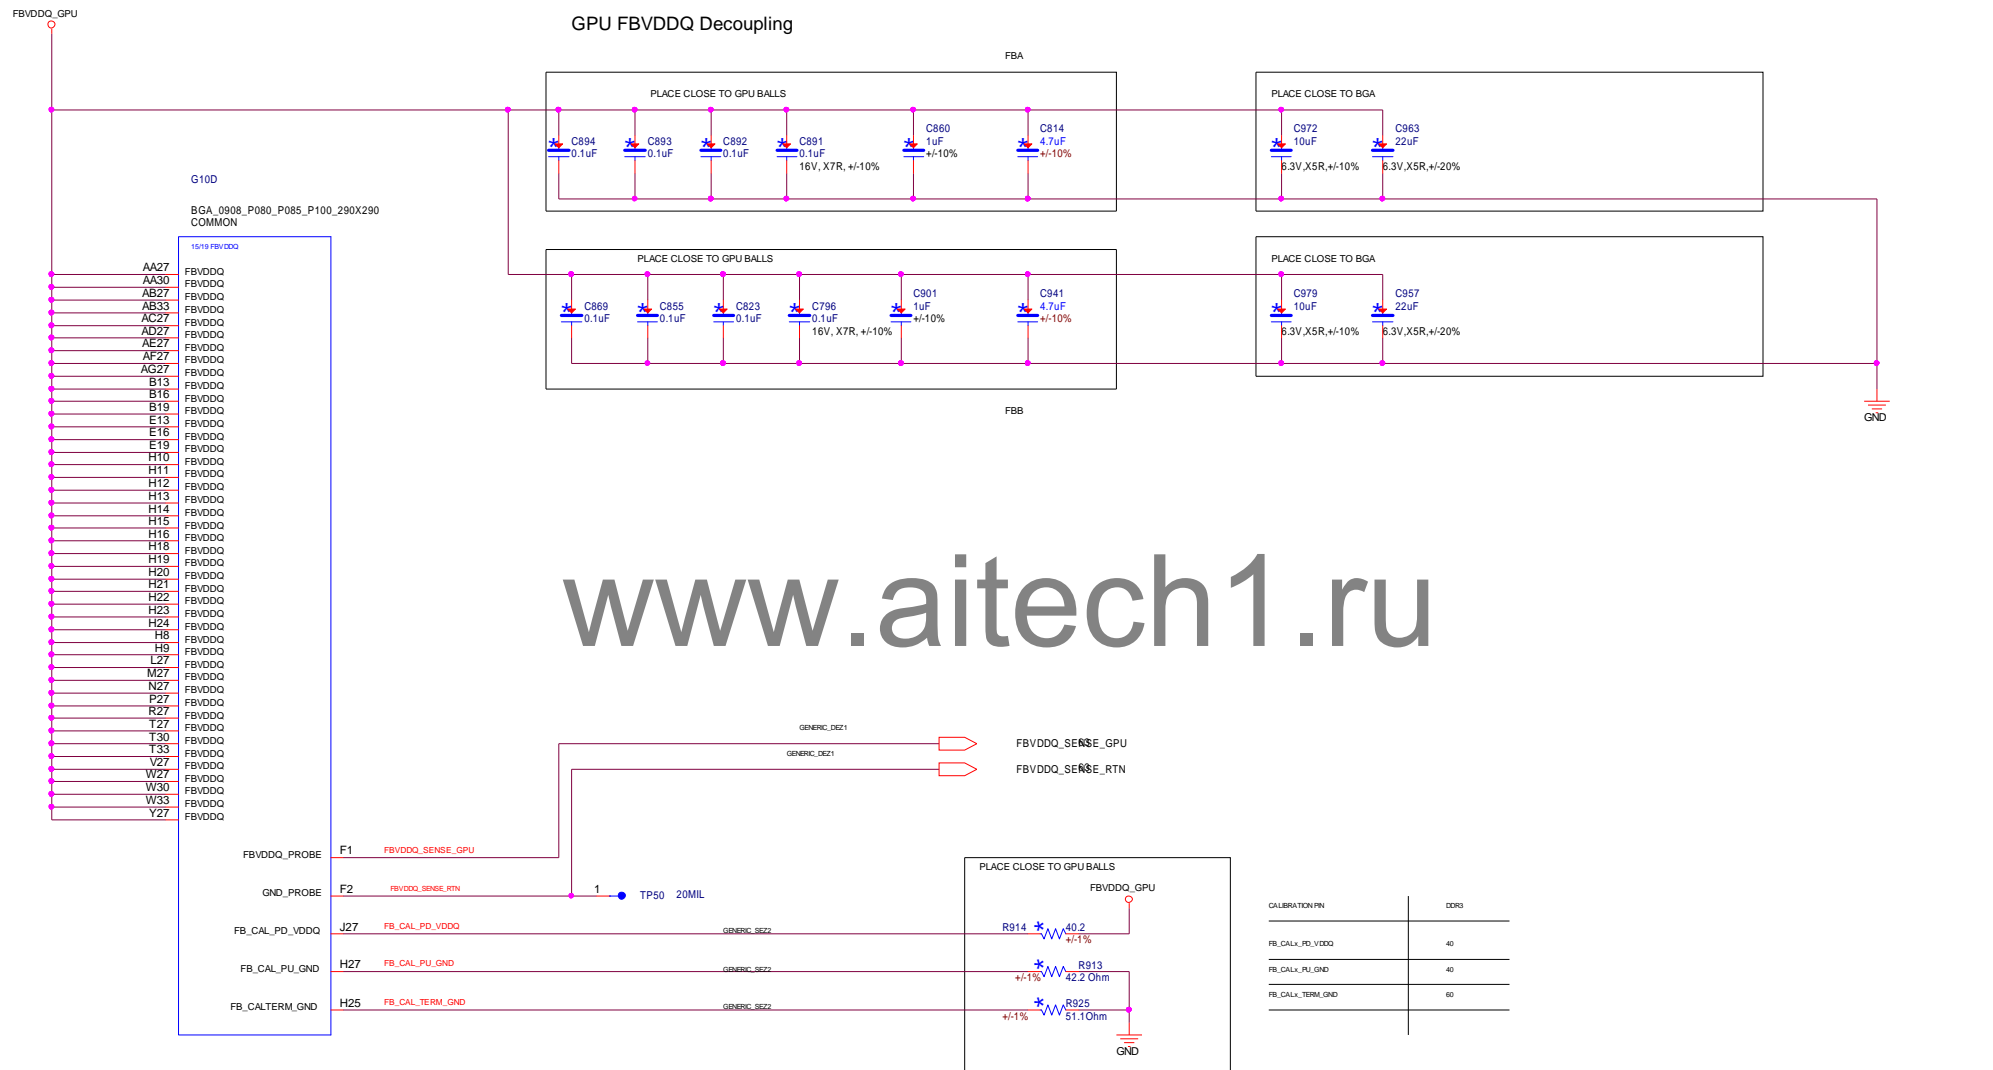 FBVDDQ_GPU
GPU FBVDDQ Decoupling
FBA
PLACE CLOSE TO GPU BALLS
PLACE CLOSE TO BGA
C894
0.1uF
C893
0.1uF
C892
0.1uF
C891
0.1uF
16V, X7R, +/-10%
C860
1uF
+/-10%
C814
4.7uF
+/-10%
C972
10uF
6.3V,X5R,+/-10%
C963
22uF
6.3V,X5R,+/-20%
G10D
BGA_0908_P080_P085_P100_290X290
COMMON
15/19 FBVDDQ
PLACE CLOSE TO GPU BALLS
PLACE CLOSE TO BGA
C869
0.1uF
C855
0.1uF
C823
0.1uF
C796
0.1uF
16V, X7R, +/-10%
C901
1uF
+/-10%
C941
4.7uF
+/-10%
C979
10uF
6.3V,X5R,+/-10%
C957
22uF
6.3V,X5R,+/-20%
FBB
GND
AA27 FBVDDQ
AA30 FBVDDQ
AB27 FBVDDQ
AB33 FBVDDQ
AC27 FBVDDQ
AD27 FBVDDQ
AE27 FBVDDQ
AF27 FBVDDQ
AG27 FBVDDQ
B13 FBVDDQ
B16 FBVDDQ
B19 FBVDDQ
E13 FBVDDQ
E16 FBVDDQ
E19 FBVDDQ
H10 FBVDDQ
H11 FBVDDQ
H12 FBVDDQ
H13 FBVDDQ
H14 FBVDDQ
H15 FBVDDQ
H16 FBVDDQ
H18 FBVDDQ
H19 FBVDDQ
H20 FBVDDQ
H21 FBVDDQ
H22 FBVDDQ
H23 FBVDDQ
H24 FBVDDQ
H8 FBVDDQ
H9 FBVDDQ
L27 FBVDDQ
M27 FBVDDQ
N27 FBVDDQ
P27 FBVDDQ
R27 FBVDDQ
T27 FBVDDQ
T30 FBVDDQ
T33 FBVDDQ
V27 FBVDDQ
W27 FBVDDQ
W30 FBVDDQ
W33 FBVDDQ
Y27 FBVDDQ
www.aitech1.ru
GENERIC_DEZ1
FBVDDQ_SENSE_GPU 63
GENERIC_DEZ1
FBVDDQ_SENSE_RTN 63
FBVDDQ_PROBE F1 FBVDDQ_SENSE_GPU
GND_PROBE F2 FBVDDQ_SENSE_RTN 1 TP50 20MIL
FB_CAL_PD_VDDQ J27 FB_CAL_PD_VDDQ GENERIC_SEZ2
FB_CAL_PU_GND H27 FB_CAL_PU_GND GENERIC_SEZ2
FB_CALTERM_GND H25 FB_CAL_TERM_GND GENERIC_SEZ2
PLACE CLOSE TO GPU BALLS
FBVDDQ_GPU
R914 40.2
+/-1%
R913
+/-1% 42.2 Ohm
R925
+/-1% 51.1Ohm
GND
CALIBRATION PIN DDR3
FB_CALx_PD_VDDQ 40
FB_CALx_PU_GND 40
FB_CALx_TERM_GND 60